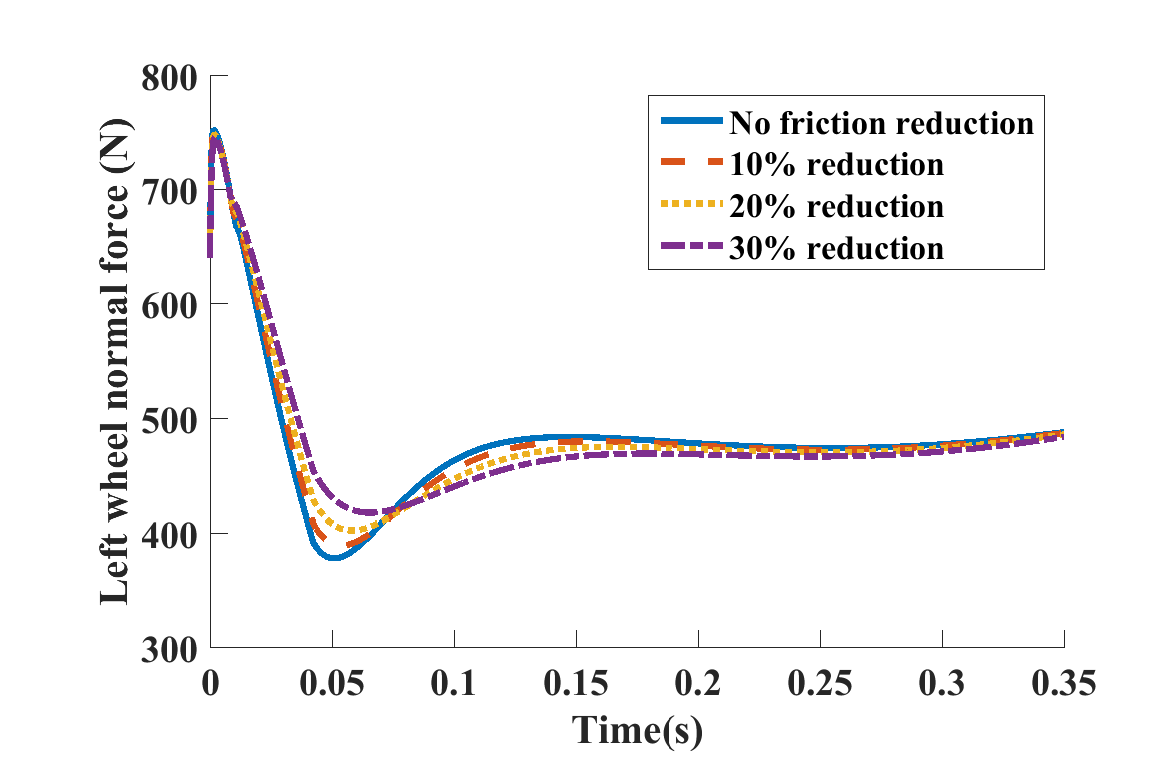 800
700
600
500
400
300
Left wheel normal force (N)
No friction reduction
10% reduction
20% reduction
30% reduction
0 0.05 0.1 0.15 0.2 0.25 0.3 0.35
Time(s)